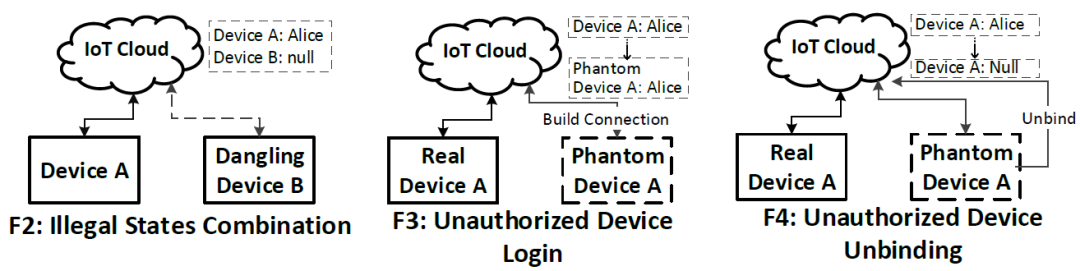 IoT Cloud
Device A: Alice
Device B: null
Device A
Dangling
Device B
F2: Illegal States Combination
IoT Cloud
Device A: Alice
Phantom
Device A: Alice
Build Connection
Real
Device A
Phantom
Device A
F3: Unauthorized Device
Login
IoT Cloud
Device A: Alice
Device A: Null
Unbind
Real
Device A
Phantom
Device A
F4: Unauthorized Device
Unbinding